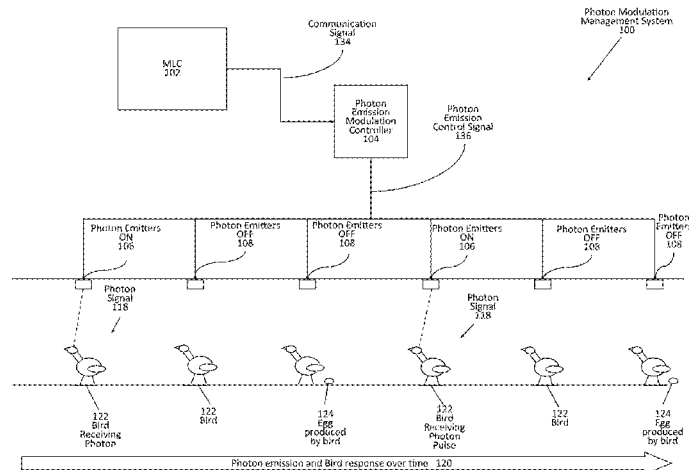 Photon Modulation
Management System
100
Communication
Signal
134
MLC
102
Photon
Emission
Modulation
Controller
104
Photon
Emission
Control Signal
136
Photon Emitters
ON
106
Photon Emitters
OFF
108
Photon Emitters
OFF
108
Photon Emitters
ON
106
Photon Emitters
OFF
108
Photon
Emitters
OFF
108
Photon
Signal
118
Photon
Signal
118
122
Bird
Receiving
Photon
122
Bird
124
Egg
produced
by bird
122
Bird
Receiving
Photon
Pulse
122
Bird
124
Egg
produced
by bird
Photon emission and Bird response over time 120